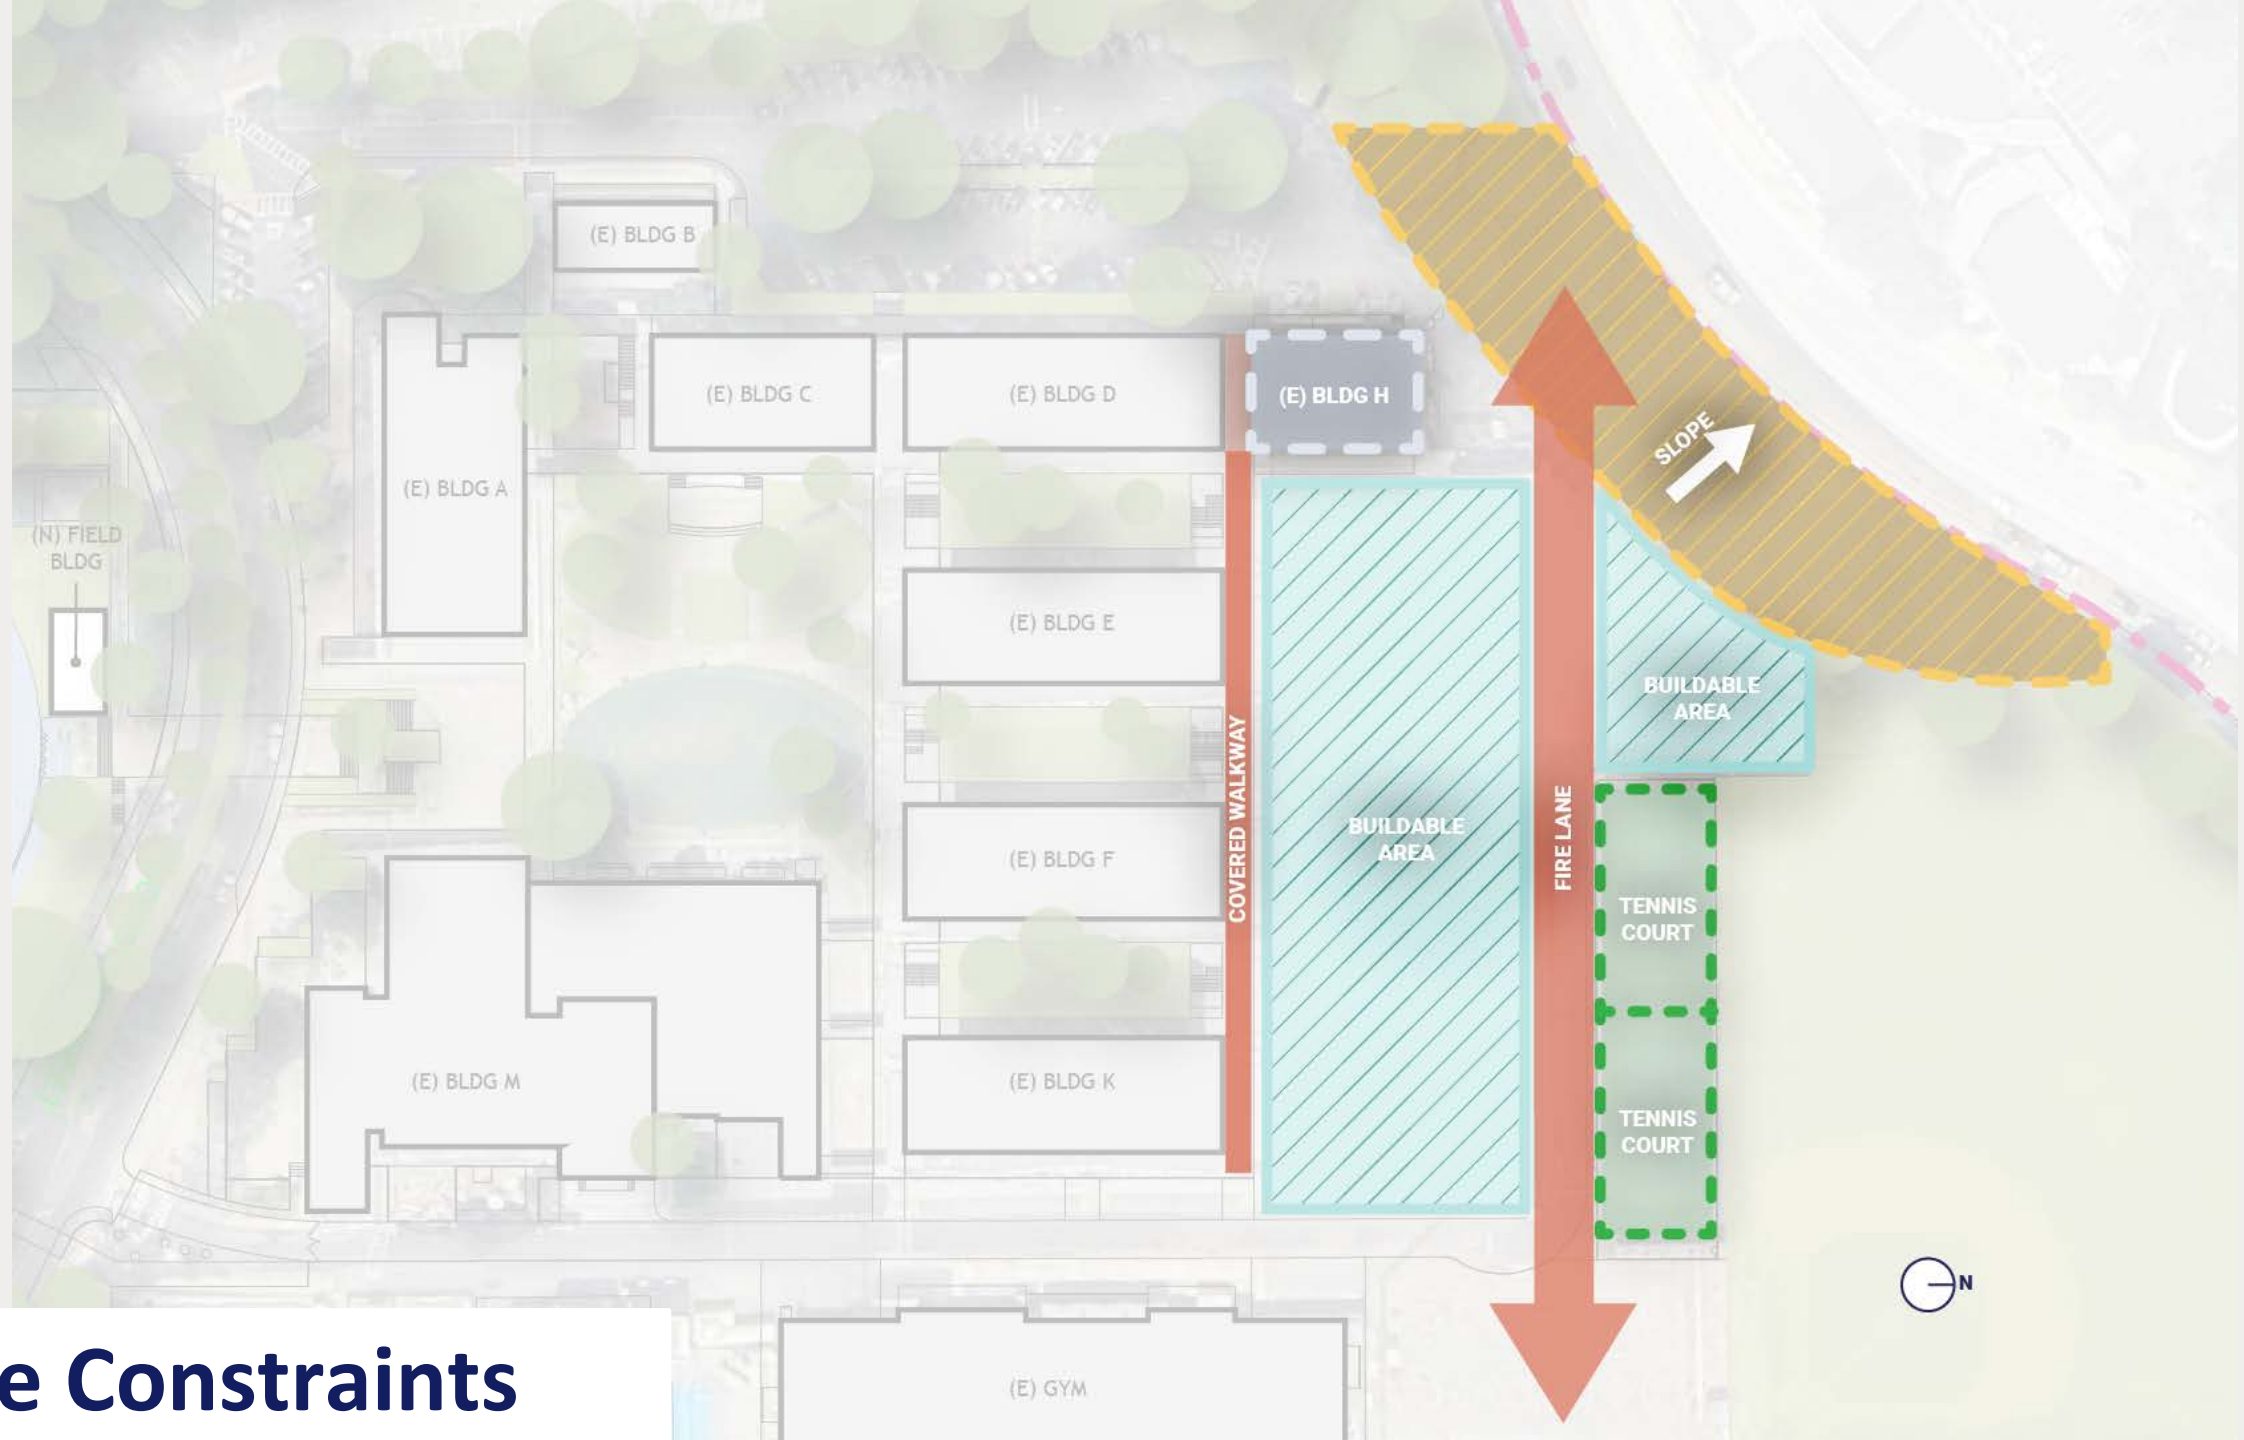 (E) BLDG B
(E) BLDG C
(E) BLDG D
(E) BLDG H
SLOPE
(E) BLDG A
(N) FIELD
BLDG
(E) BLDG E
BUILDABLE
AREA
COVERED WALKWAY
BUILDABLE
AREA
FIRE LANE
(E) BLDG F
TENNIS
COURT
(E) BLDG M
(E) BLDG K
TENNIS
COURT
N
e Constraints
(E) GYM